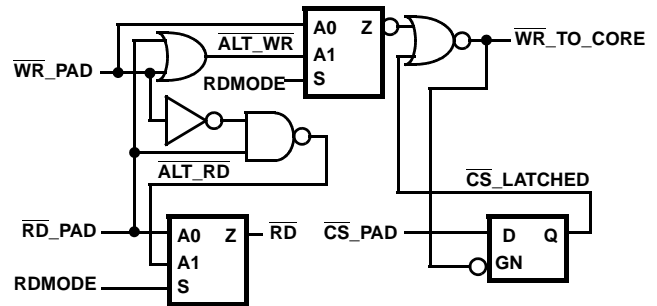 A0 Z
A1
S
ALT_WR
WR_TO_CORE
WR_PAD
RDMODE
ALT_RD
CS_LATCHED
RD_PAD
A0 Z
A1
S
RD
CS_PAD
D Q
GN
RDMODE